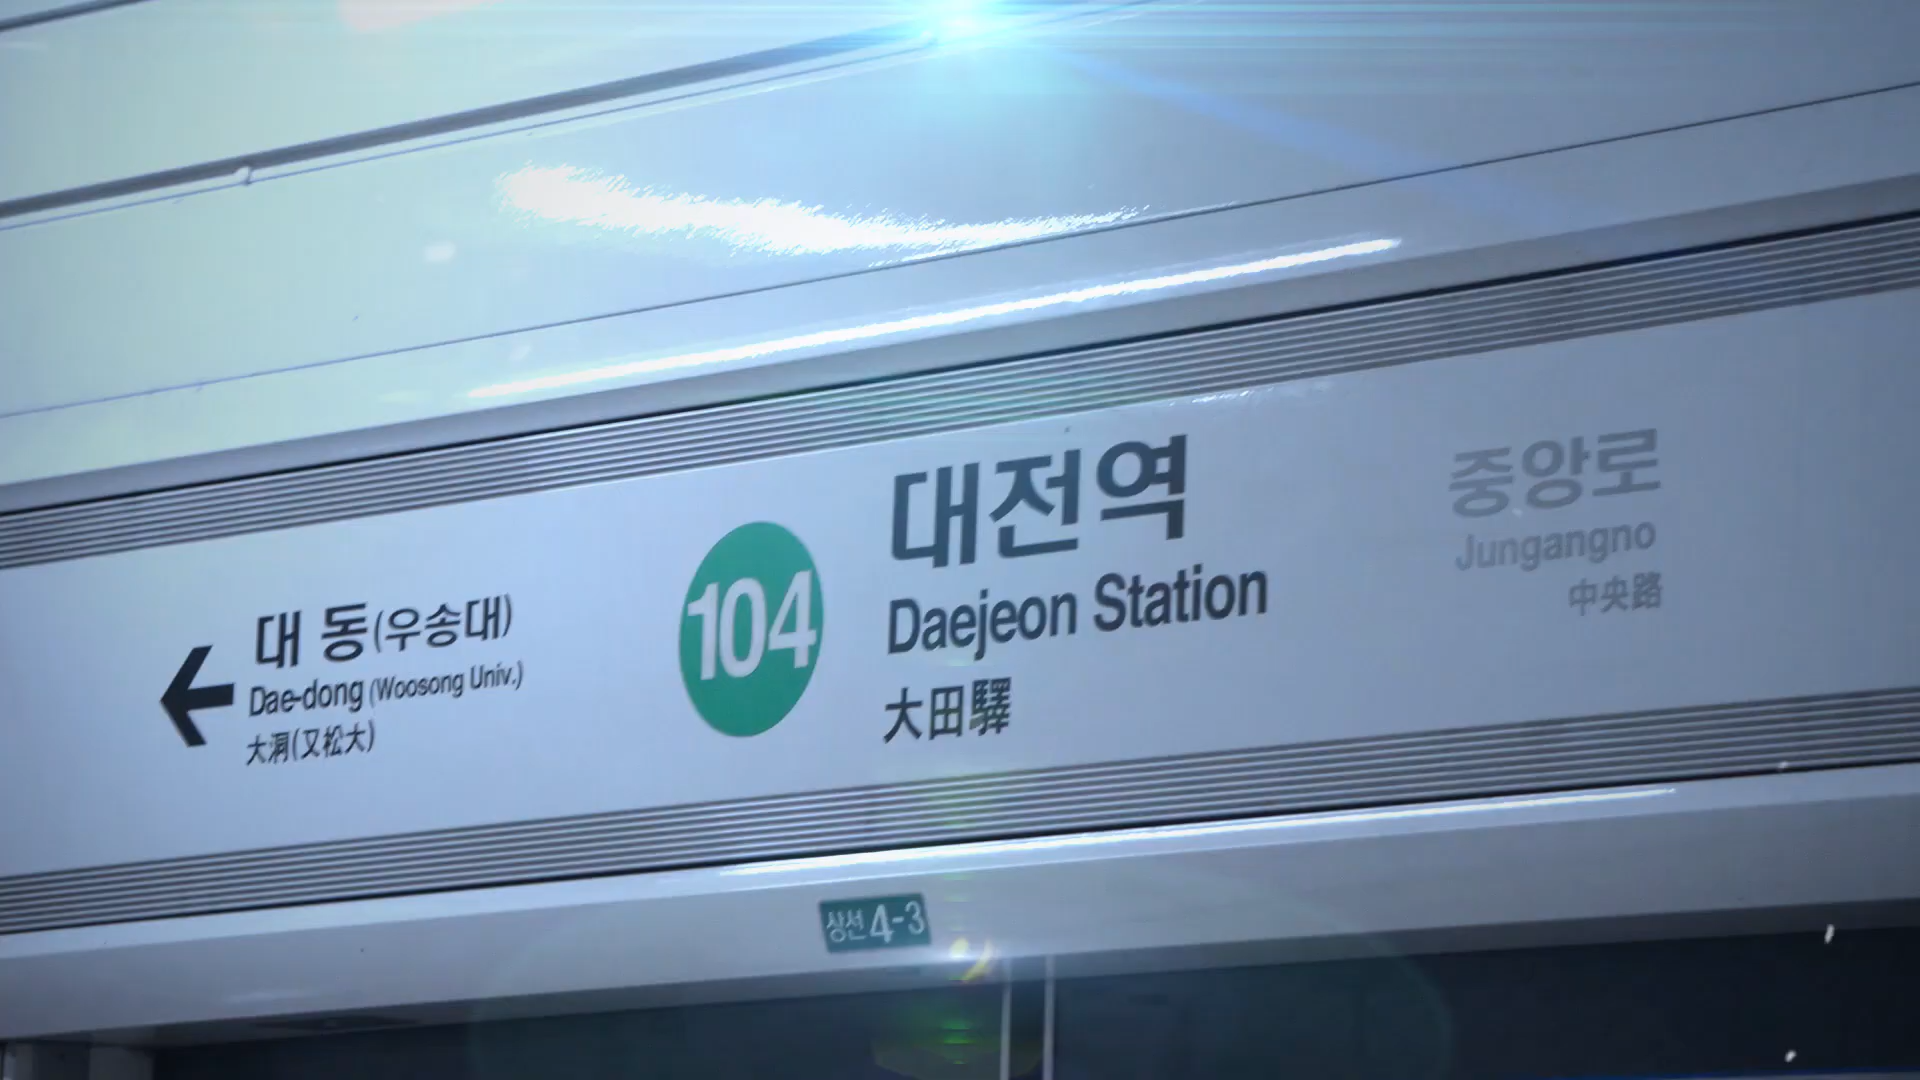 대 동(우송대)
Dae-dong (Woosong Univ.)
大洞(又松大)
104
대전역
Daejeon Station
大田驛
중앙로
Jungangno
中央路
상선 4-3